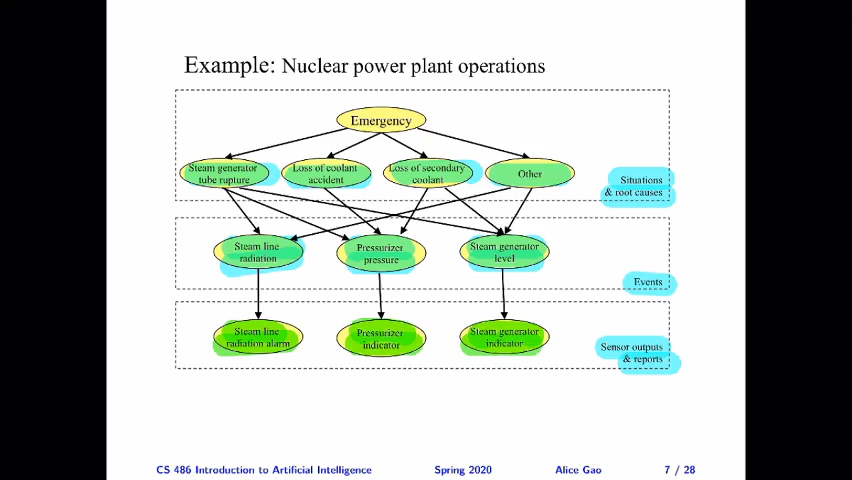 Example: Nuclear power plant operations
Emergency
Steam generator
tube rupture
Loss of coolant
accident
Loss of secondary
coolant
Other
Situations
& root causes
Steam line
radiation
Pressurizer
pressure
Steam generator
level
Events
Steam line
radiation alarm
Pressurizer
indicator
Steam generator
indicator
Sensor outputs
& reports
CS 486 Introduction to Artificial Intelligence Spring 2020 Alice Gao 7 / 28